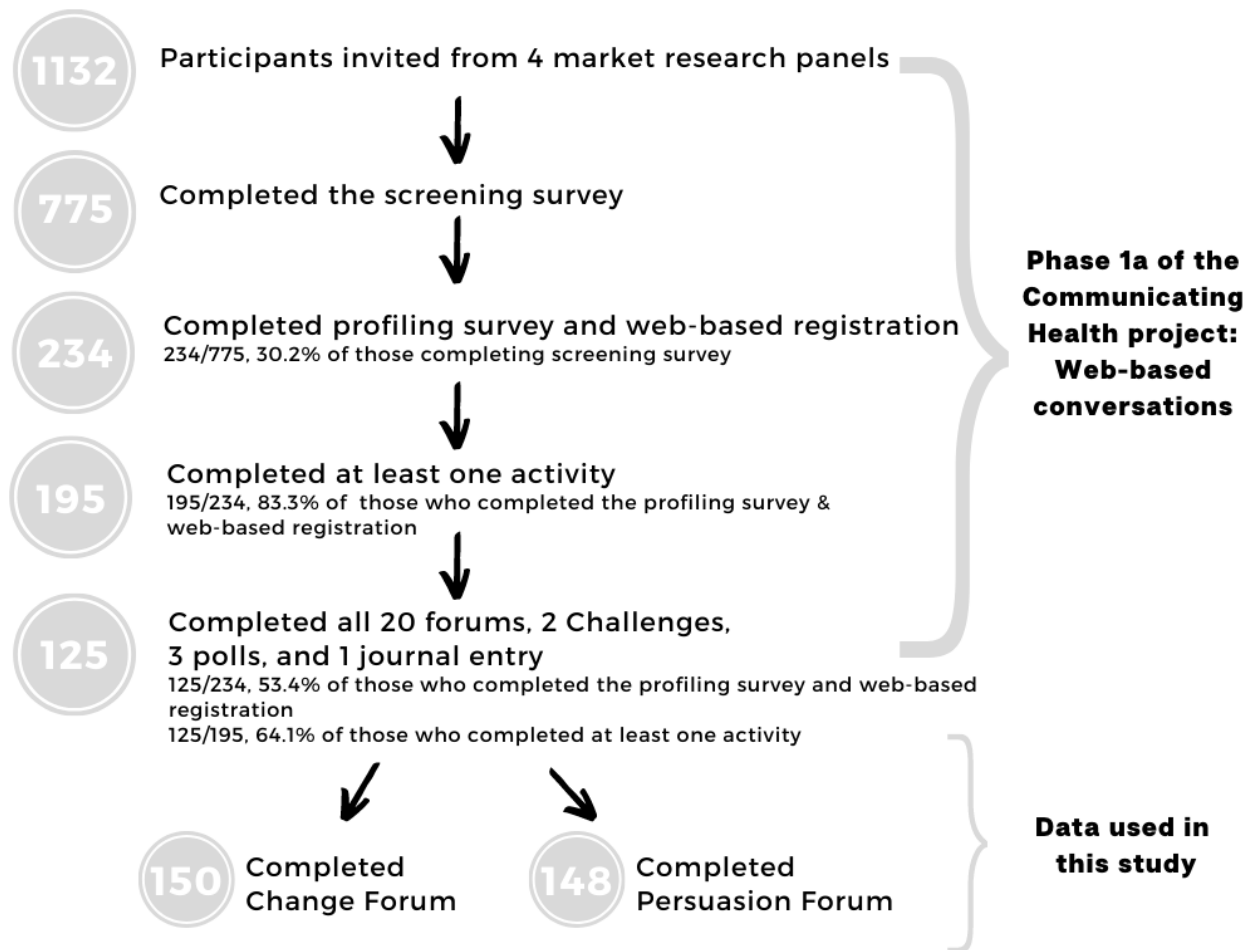 1132
Participants invited from 4 market research panels
775
Completed the screening survey
234
Completed profiling survey and web-based registration
234/775, 30.2% of those completing screening survey
Phase 1a of the
Communicating
Health project:
Web-based
conversations
195
Completed at least one activity
195/234, 83.3% of those who completed the profiling survey &
web-based registration
125
Completed all 20 forums, 2 Challenges,
3 polls, and 1 journal entry
125/234, 53.4% of those who completed the profiling survey and web-based
registration
125/195, 64.1% of those who completed at least one activity
150
Completed
Change Forum
148
Completed
Persuasion Forum
Data used in
this study